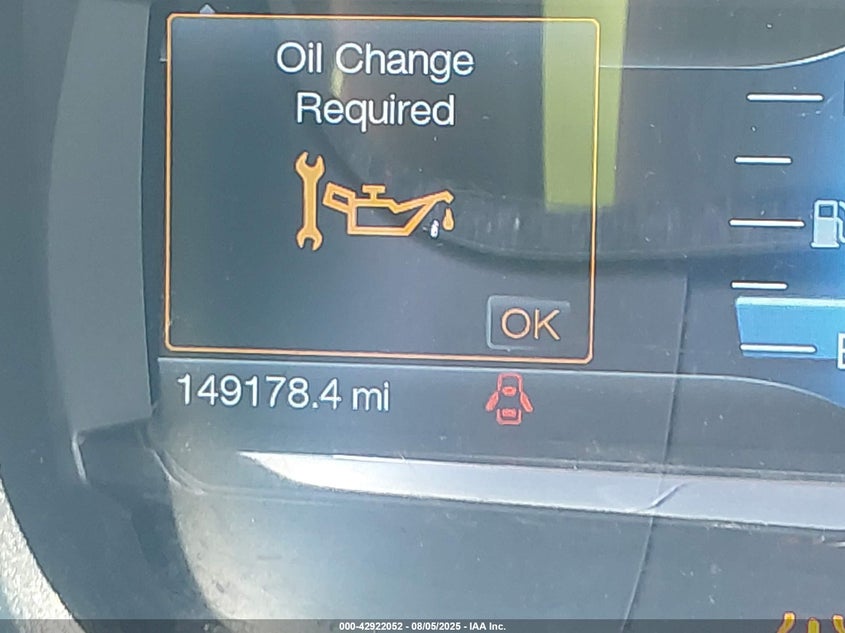 Oil Change
Required
OK
149178.4 mi
E
000-42922052 - 08/05/2025 - IAA Inc.